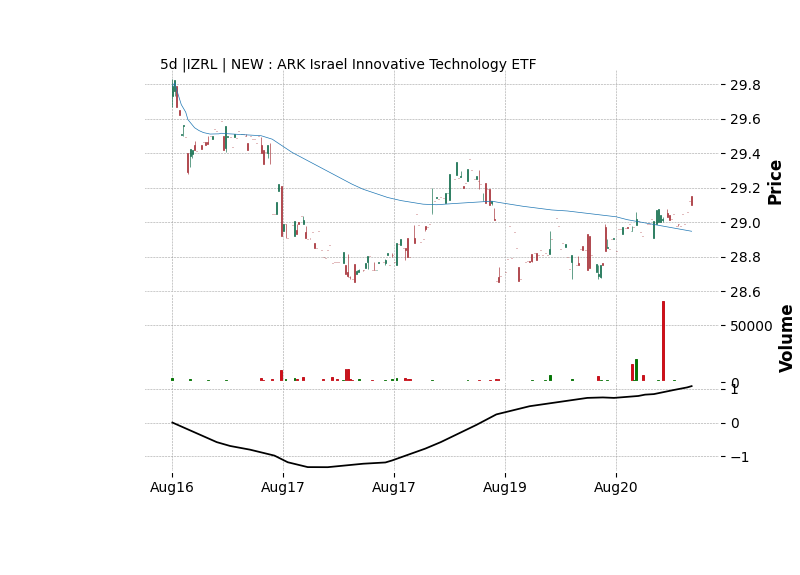 5d |IZRL | NEW : ARK Israel Innovative Technology ETF
29.8
29.6
29.4
29.2
29.0
28.8
28.6
Price
50000
0
Volume
1
0
−1
Aug16
Aug17
Aug17
Aug19
Aug20